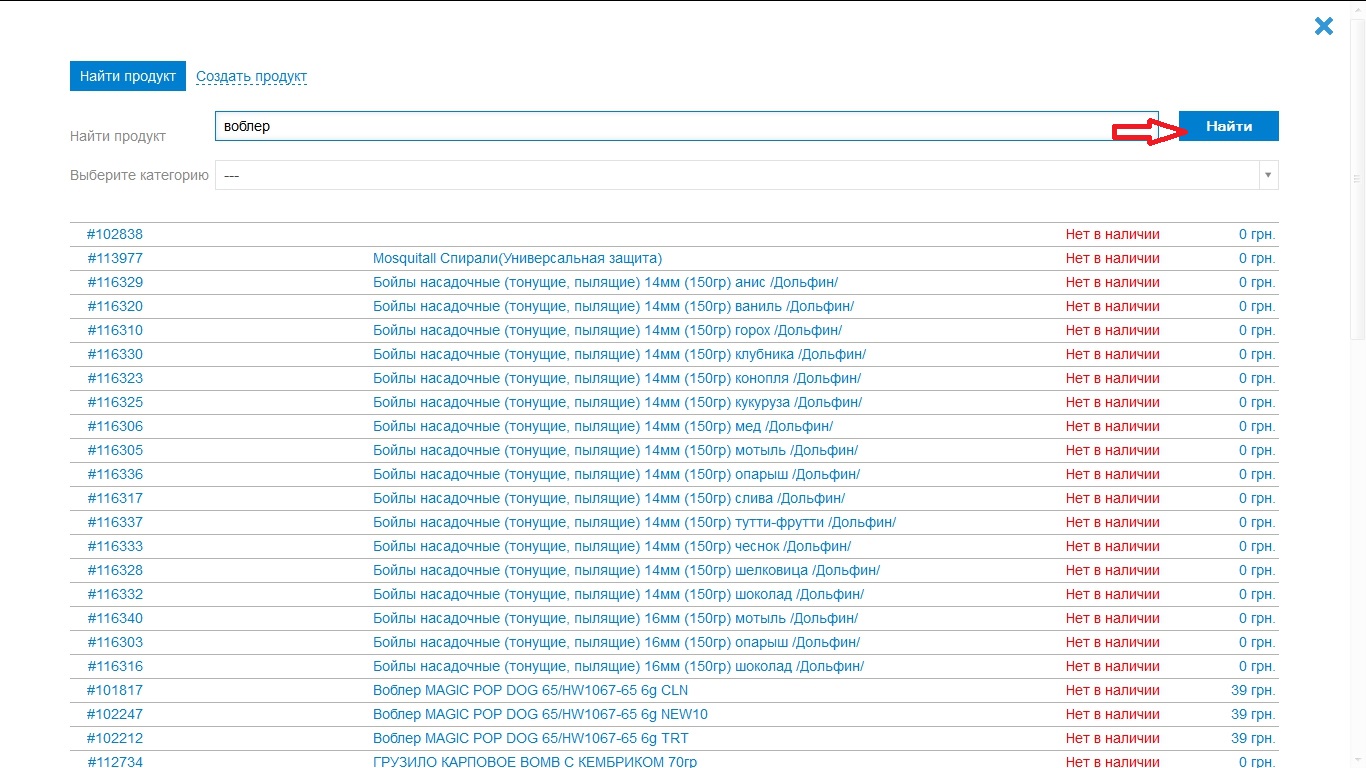 Найти продукт Создать продукт
Найти продукт воблер Найти
Выберите категорию ---
#102838 Нет в наличии 0 грн.
#113977 Mosquitall Спирали(Универсальная защита) Нет в наличии 0 грн.
#116329 Бойлы насадочные (тонущие, пылящие) 14мм (150гр) анис /Дольфин/ Нет в наличии 0 грн.
#116320 Бойлы насадочные (тонущие, пылящие) 14мм (150гр) ваниль /Дольфин/ Нет в наличии 0 грн.
#116310 Бойлы насадочные (тонущие, пылящие) 14мм (150гр) горох /Дольфин/ Нет в наличии 0 грн.
#116330 Бойлы насадочные (тонущие, пылящие) 14мм (150гр) клубника /Дольфин/ Нет в наличии 0 грн.
#116323 Бойлы насадочные (тонущие, пылящие) 14мм (150гр) конопля /Дольфин/ Нет в наличии 0 грн.
#116325 Бойлы насадочные (тонущие, пылящие) 14мм (150гр) кукуруза /Дольфин/ Нет в наличии 0 грн.
#116306 Бойлы насадочные (тонущие, пылящие) 14мм (150гр) мед /Дольфин/ Нет в наличии 0 грн.
#116305 Бойлы насадочные (тонущие, пылящие) 14мм (150гр) мотыль /Дольфин/ Нет в наличии 0 грн.
#116336 Бойлы насадочные (тонущие, пылящие) 14мм (150гр) опарыш /Дольфин/ Нет в наличии 0 грн.
#116317 Бойлы насадочные (тонущие, пылящие) 14мм (150гр) слива /Дольфин/ Нет в наличии 0 грн.
#116337 Бойлы насадочные (тонущие, пылящие) 14мм (150гр) тутти-фрутти /Дольфин/ Нет в наличии 0 грн.
#116333 Бойлы насадочные (тонущие, пылящие) 14мм (150гр) чеснок /Дольфин/ Нет в наличии 0 грн.
#116328 Бойлы насадочные (тонущие, пылящие) 14мм (150гр) шелковица /Дольфин/ Нет в наличии 0 грн.
#116332 Бойлы насадочные (тонущие, пылящие) 14мм (150гр) шоколад /Дольфин/ Нет в наличии 0 грн.
#116340 Бойлы насадочные (тонущие, пылящие) 16мм (150гр) мотыль /Дольфин/ Нет в наличии 0 грн.
#116303 Бойлы насадочные (тонущие, пылящие) 16мм (150гр) опарыш /Дольфин/ Нет в наличии 0 грн.
#116316 Бойлы насадочные (тонущие, пылящие) 16мм (150гр) шоколад /Дольфин/ Нет в наличии 0 грн.
#101817 Воблер MAGIC POP DOG 65/HW1067-65 6g CLN Нет в наличии 39 грн.
#102247 Воблер MAGIC POP DOG 65/HW1067-65 6g NEW10 Нет в наличии 39 грн.
#102212 Воблер MAGIC POP DOG 65/HW1067-65 6g TRT Нет в наличии 39 грн.
#112734 ГРУЗИЛО КАРПОВОЕ BOMB С КЕМБРИКОМ 70гр Нет в наличии 0 грн.